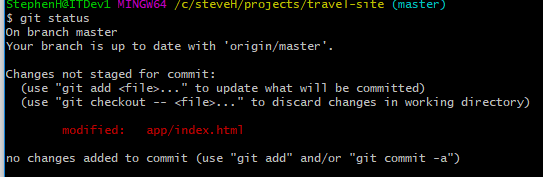 StephenH@ITDev1 MINGW64 /c/steveH/projects/travel-site (master)
$ git status
On branch master
Your branch is up to date with 'origin/master'.
Changes not staged for commit:
(use "git add <file>..." to update what will be committed)
(use "git checkout -- <file>..." to discard changes in working directory)
modified: app/index.html
no changes added to commit (use "git add" and/or "git commit -a")